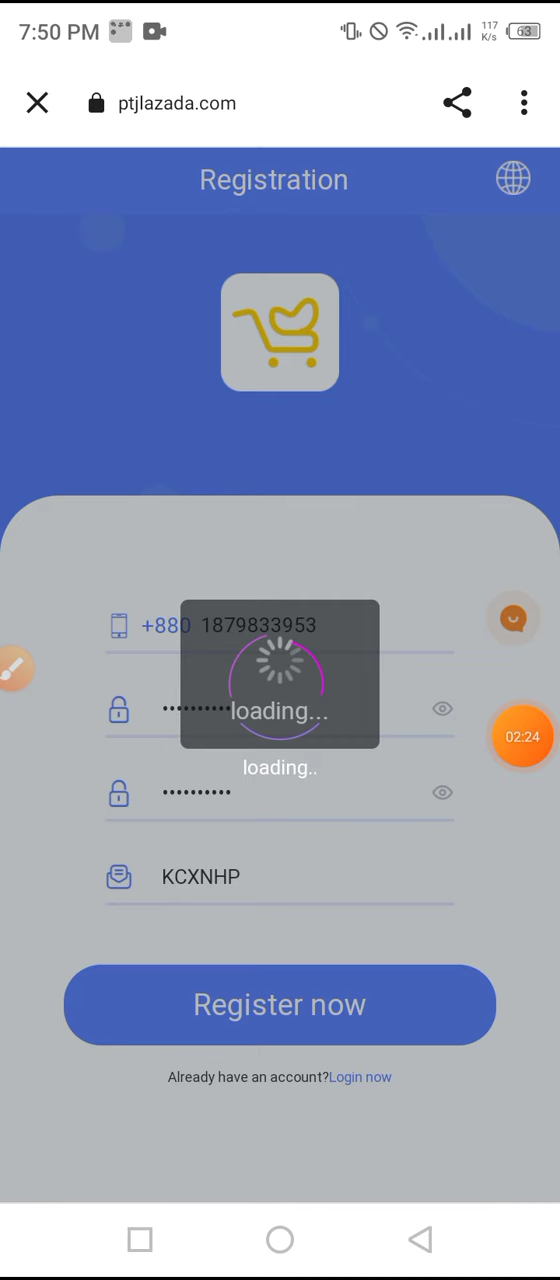 7:50 PM
117
K/s
63
ptjlazada.com
Registration
+880 1879833953
••••••••••
loading...
loading..
••••••••••
02:24
KCXNHP
Register now
Already have an account?Login now